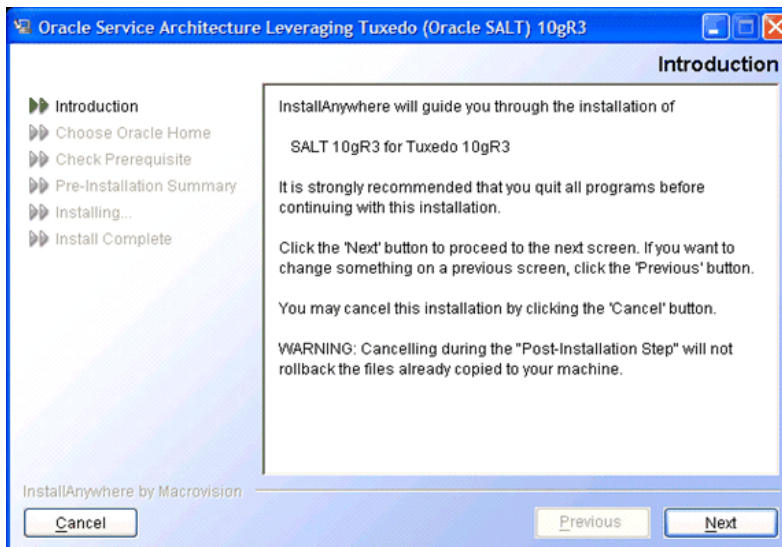 Oracle Service Architecture Leveraging Tuxedo (Oracle SALT) 10gR3
Introduction
Introduction
Choose Oracle Home
Check Prerequisite
Pre-Installation Summary
Installing...
Install Complete
InstallAnywhere will guide you through the installation of
SALT 10gR3 for Tuxedo 10gR3
It is strongly recommended that you quit all programs before
continuing with this installation.
Click the 'Next' button to proceed to the next screen. If you want to
change something on a previous screen, click the 'Previous' button.
You may cancel this installation by clicking the 'Cancel' button.
WARNING: Cancelling during the "Post-Installation Step" will not
rollback the files already copied to your machine.
InstallAnywhere by Macrovision
Cancel
Previous
Next